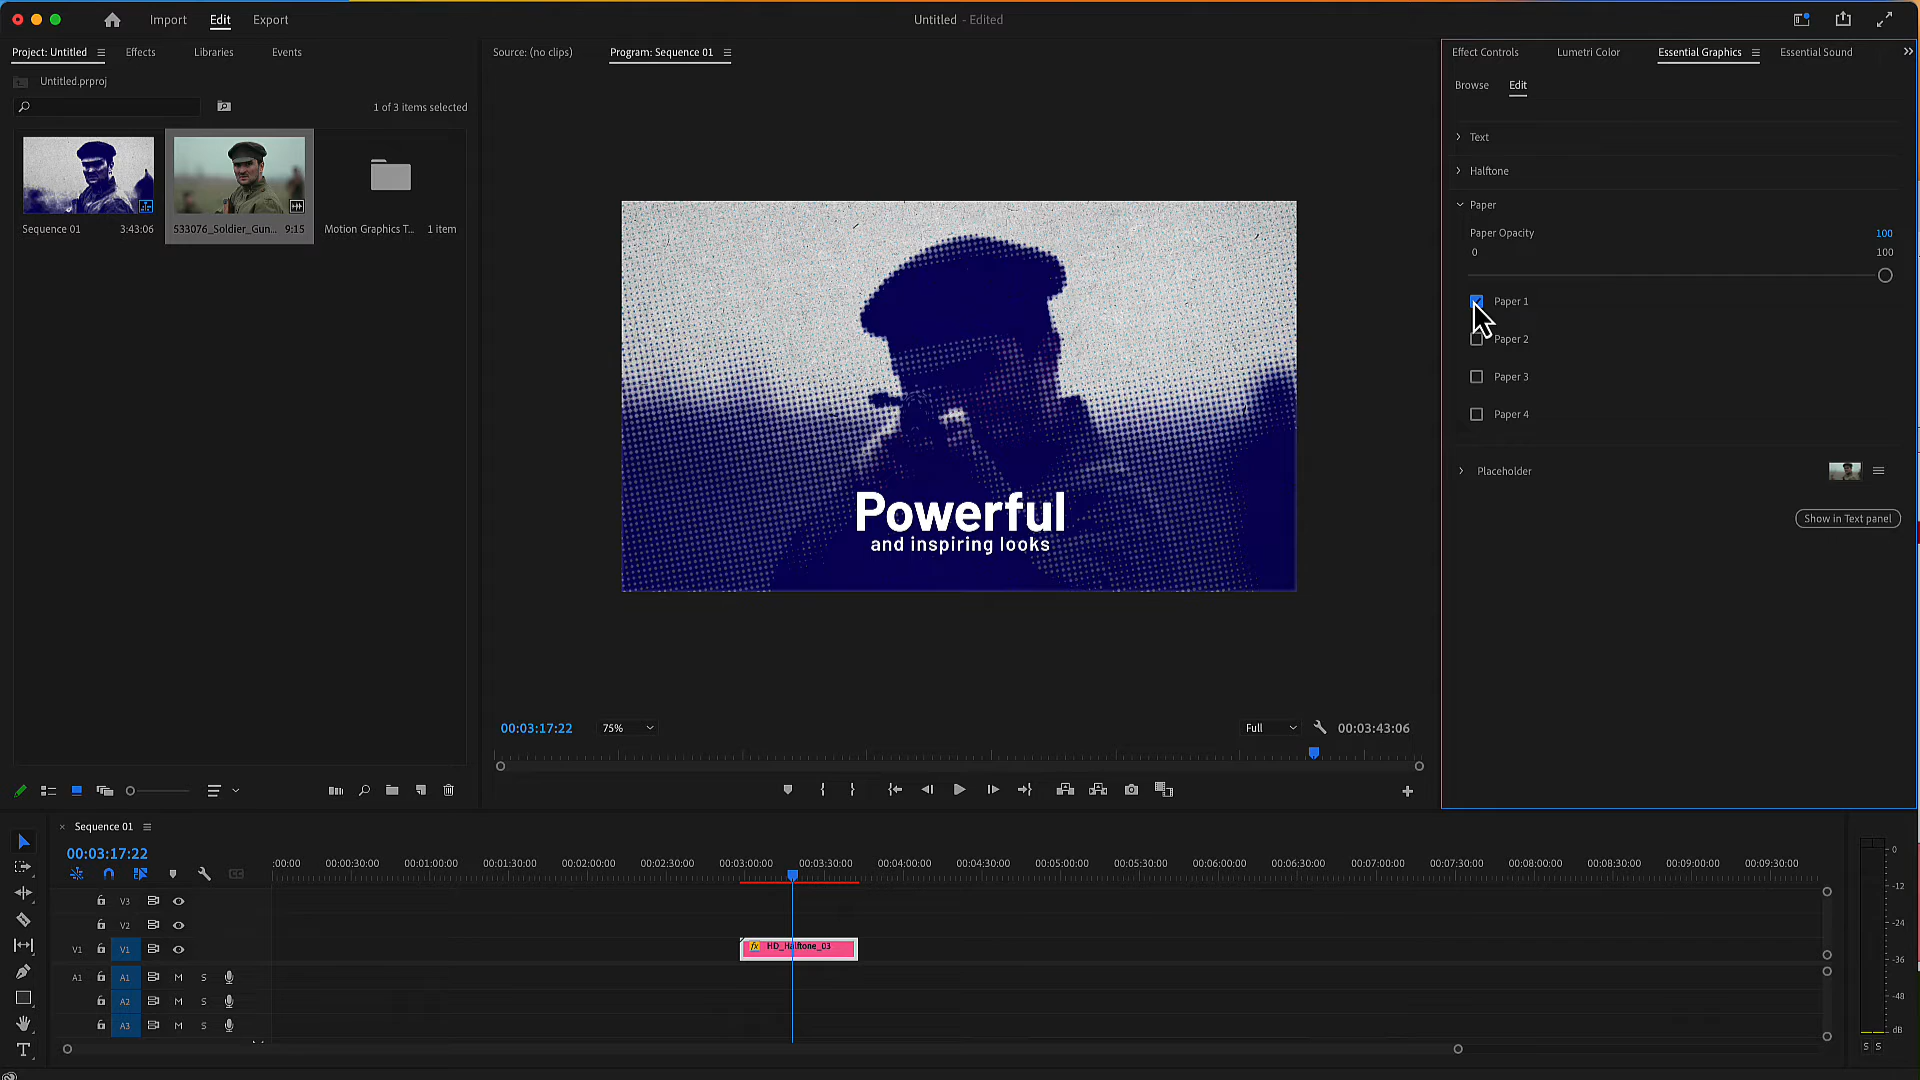 Import
Edit
Export
Untitled - Edited
Project: Untitled
Effects
Libraries
Events
Untitled.prproj
1 of 3 items selected
Sequence 01
3:43:06
533076_Soldier_Gun...
9:15
Motion Graphics T...
1 item
Source: (no clips)
Program: Sequence 01
Powerful
and inspiring looks
00:03:17:22
75%
Full
00:03:43:06
Effect Controls
Lumetri Color
Essential Graphics
Essential Sound
Browse
Edit
Text
Halftone
Paper
Paper Opacity
100
0
100
Paper 1
Paper 2
Paper 3
Paper 4
Placeholder
Show in Text panel
Sequence 01
00:03:17:22
:00:00
00:00:30:00
00:01:00:00
00:01:30:00
00:02:00:00
00:02:30:00
00:03:00:00
00:03:30:00
00:04:00:00
00:04:30:00
00:05:00:00
00:05:30:00
00:06:00:00
00:06:30:00
00:07:00:00
00:07:30:00
00:08:00:00
00:08:30:00
00:09:00:00
00:09:30:00
V3
V2
V1 V1
fx HD_Halftone_03
A1 A1 M S
A2 M S
A3 M S
0
-12
-24
-36
-48
dB
S S